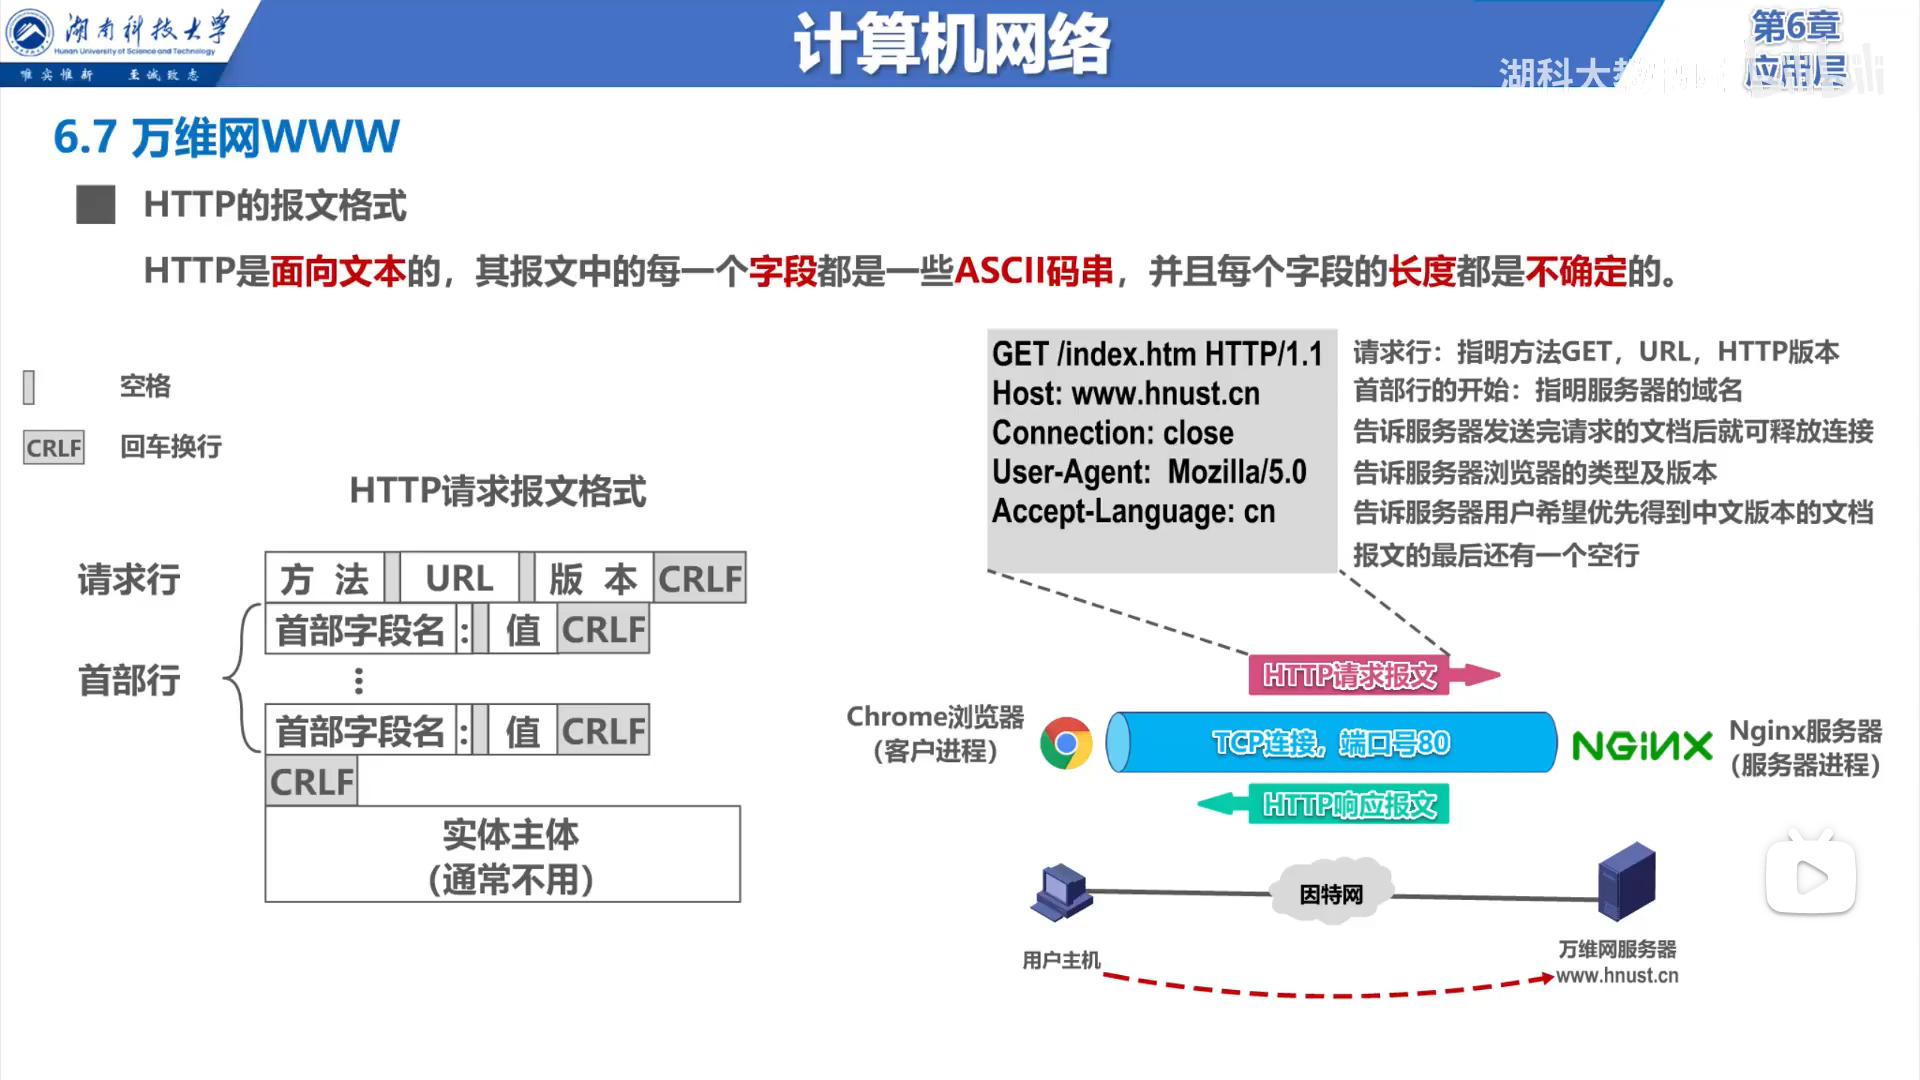 湖南科技大学
Hunan University of Science and Technology
唯实惟新 至诚致志
计算机网络
第6章
应用层
湖科大教
bilibili
6.7 万维网WWW
HTTP的报文格式
HTTP是面向文本的，其报文中的每一个字段都是一些ASCII码串，并且每个字段的长度都是不确定的。
空格
CRLF 回车换行
HTTP请求报文格式
请求行 方 法 URL 版 本 CRLF
首部行
首部字段名 : 值 CRLF
⋮
首部字段名 : 值 CRLF
CRLF
实体主体
(通常不用)
GET /index.htm HTTP/1.1 请求行：指明方法GET，URL，HTTP版本
Host: www.hnust.cn 首部行的开始：指明服务器的域名
Connection: close 告诉服务器发送完请求的文档后就可释放连接
User-Agent: Mozilla/5.0 告诉服务器浏览器的类型及版本
Accept-Language: cn 告诉服务器用户希望优先得到中文版本的文档
报文的最后还有一个空行
HTTP请求报文
Chrome浏览器
（客户进程）
TCP连接，端口号80
NGiNX
Nginx服务器
（服务器进程）
HTTP响应报文
因特网
用户主机
万维网服务器
www.hnust.cn